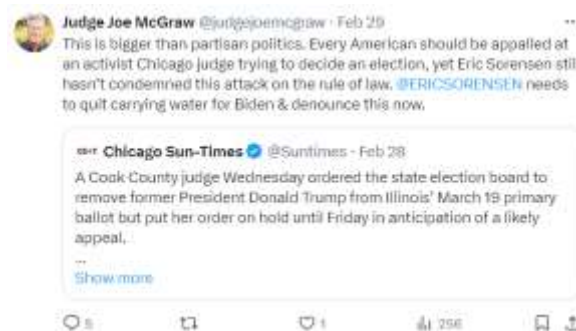 Judge Joe McGraw @judgejoemcgraw · Feb 29
This is bigger than partisan politics. Every American should be appalled at
an activist Chicago judge trying to decide an election, yet Eric Sorensen still
hasn't condemned this attack on the rule of law. @ERICSORENSEN needs
to quit carrying water for Biden & denounce this now.
Chicago Sun-Times @Suntimes · Feb 28
A Cook County judge Wednesday ordered the state election board to
remove former President Donald Trump from Illinois' March 19 primary
ballot but put her order on hold until Friday in anticipation of a likely
appeal.
...
Show more
1